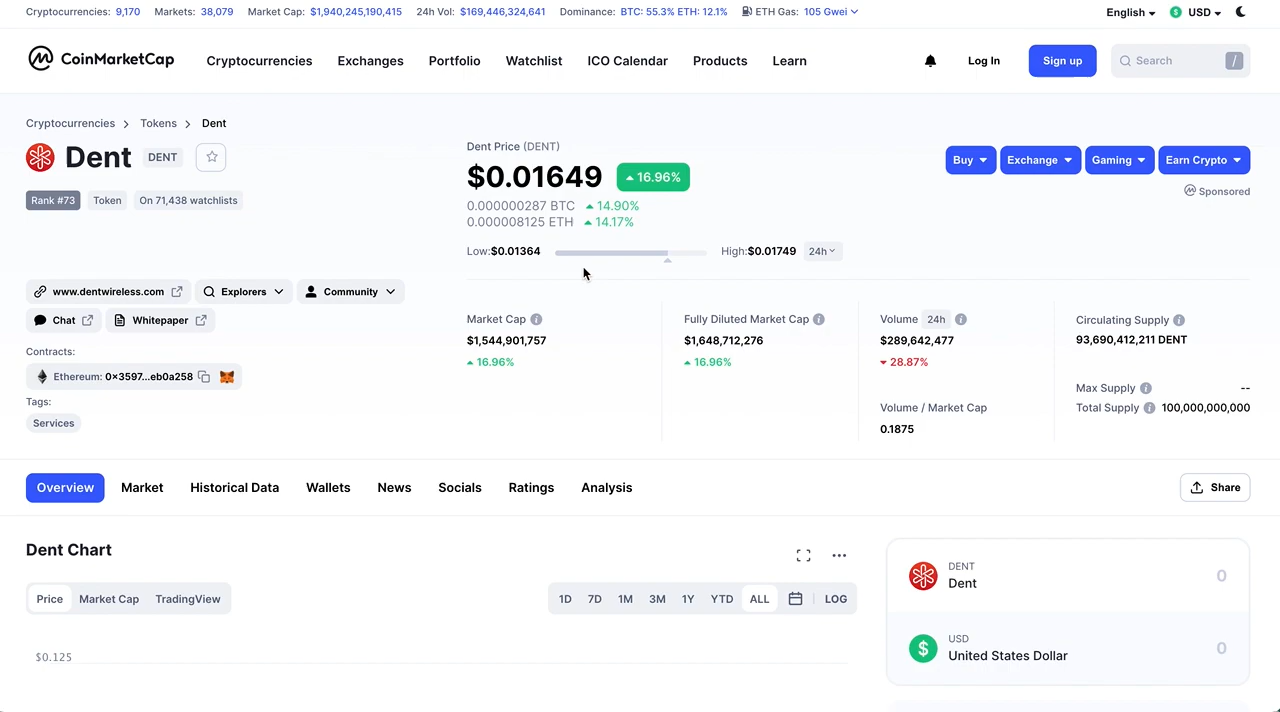 Cryptocurrencies: 9,170 Markets: 38,079 Market Cap: $1,940,245,190,415 24h Vol: $169,446,324,641 Dominance: BTC: 55.3% ETH: 12.1% ETH Gas: 105 Gwei English USD
CoinMarketCap Cryptocurrencies Exchanges Portfolio Watchlist ICO Calendar Products Learn Log In Sign up Search /
Cryptocurrencies > Tokens > Dent
Dent DENT
Rank #73 Token On 71,438 watchlists
Dent Price (DENT)
$0.01649 16.96%
0.000000287 BTC 14.90%
0.000008125 ETH 14.17%
Low:$0.01364 High:$0.01749 24h
Buy Exchange Gaming Earn Crypto
Sponsored
www.dentwireless.com Explorers Community
Chat Whitepaper
Contracts:
Ethereum: 0x3597...eb0a258
Tags:
Services
Market Cap
$1,544,901,757
16.96%
Fully Diluted Market Cap
$1,648,712,276
16.96%
Volume 24h
$289,642,477
28.87%
Volume / Market Cap
0.1875
Circulating Supply
93,690,412,211 DENT
Max Supply --
Total Supply 100,000,000,000
Overview Market Historical Data Wallets News Socials Ratings Analysis Share
Dent Chart
Price Market Cap TradingView 1D 7D 1M 3M 1Y YTD ALL LOG
$0.125
DENT
Dent 0
USD
United States Dollar 0